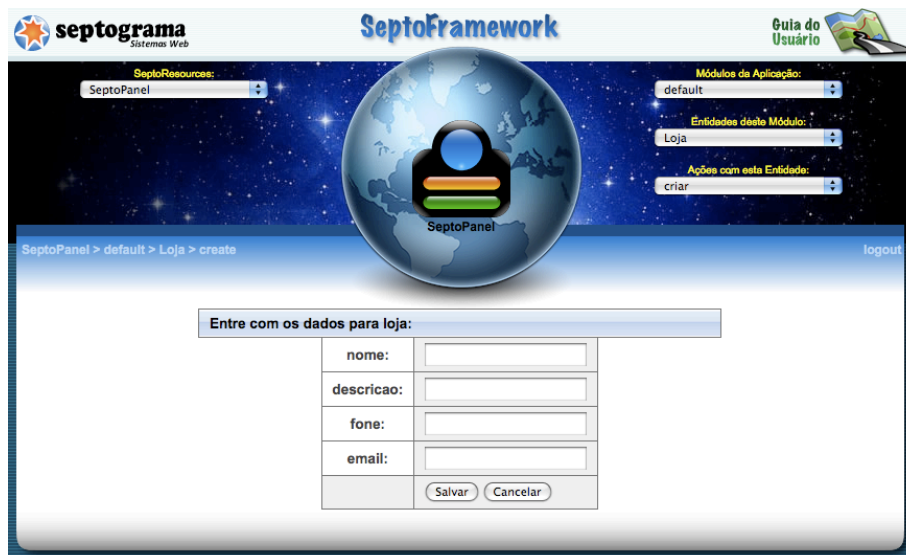 septograma
Sistemas Web
SeptoFramework
Guia do
Usuário
SeptoResources:
SeptoPanel
Módulos da Aplicação:
default
Entidades deste Módulo:
Loja
Ações com esta Entidade:
criar
SeptoPanel
SeptoPanel > default > Loja > create
logout
Entre com os dados para loja:
nome:
descricao:
fone:
email:
Salvar Cancelar